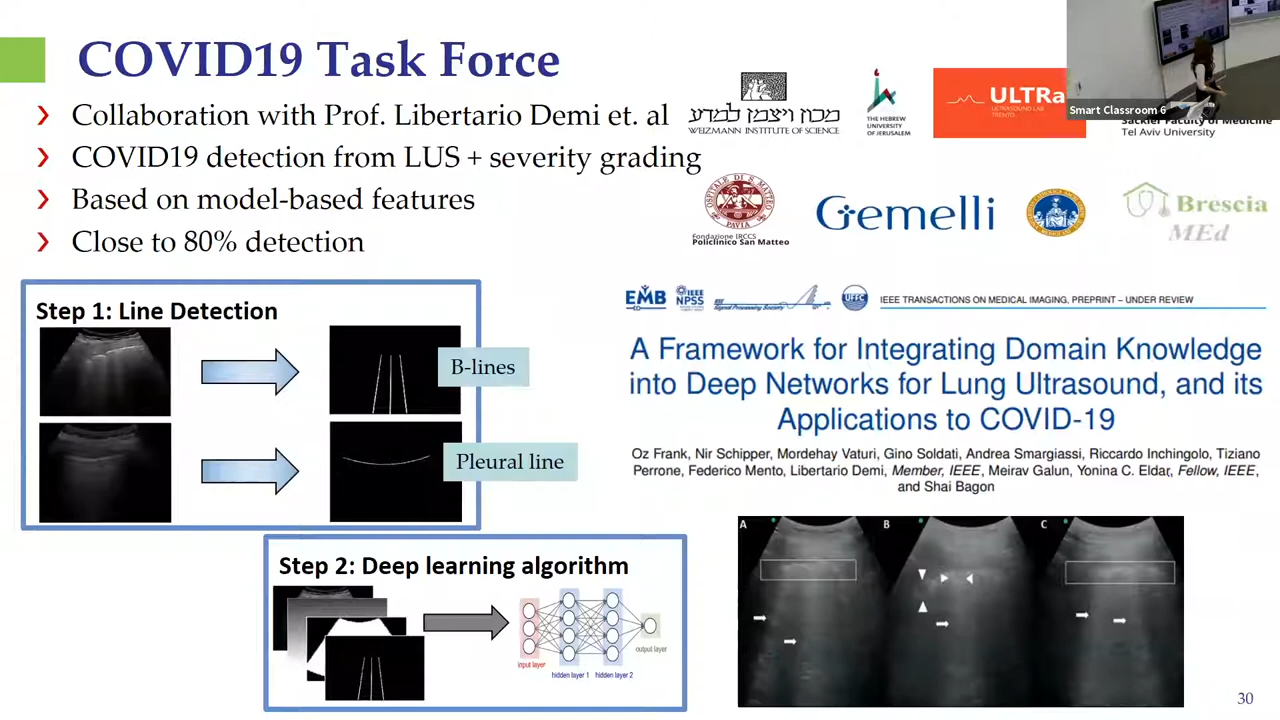 COVID19 Task Force
Collaboration with Prof. Libertario Demi et. al
COVID19 detection from LUS + severity grading
Based on model-based features
Close to 80% detection
מכון ויצמן למדע
WEIZMANN INSTITUTE OF SCIENCE
THE HEBREW
UNIVERSITY
OF JERUSALEM
ULTRa
ULTRASOUND LAB
TRENTO
Smart Classroom 6
Sackler Faculty of Medicine
Tel Aviv University
Fondazione IRCCS
Policlinico San Matteo
Gemelli
Brescia
MEd
Step 1: Line Detection
B-lines
Pleural line
Step 2: Deep learning algorithm
input layer
hidden layer 1 hidden layer 2
output layer
EMB
IEEE
NPSS
Signal Processing Society
UFFC
IEEE TRANSACTIONS ON MEDICAL IMAGING, PREPRINT – UNDER REVIEW
A Framework for Integrating Domain Knowledge
into Deep Networks for Lung Ultrasound, and its
Applications to COVID-19
Oz Frank, Nir Schipper, Mordehay Vaturi, Gino Soldati, Andrea Smargiassi, Riccardo Inchingolo, Tiziano
Perrone, Federico Mento, Libertario Demi, Member, IEEE, Meirav Galun, Yonina C. Eldar, Fellow, IEEE,
and Shai Bagon
A B C
30